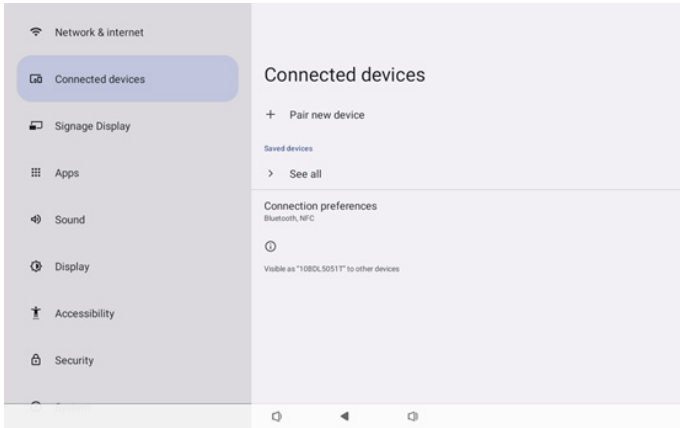 Network & internet
Connected devices
Signage Display
Apps
Sound
Display
Accessibility
Security
Connected devices
Pair new device
Saved devices
See all
Connection preferences
Bluetooth, NFC
Visible as "10BDL5051T" to other devices